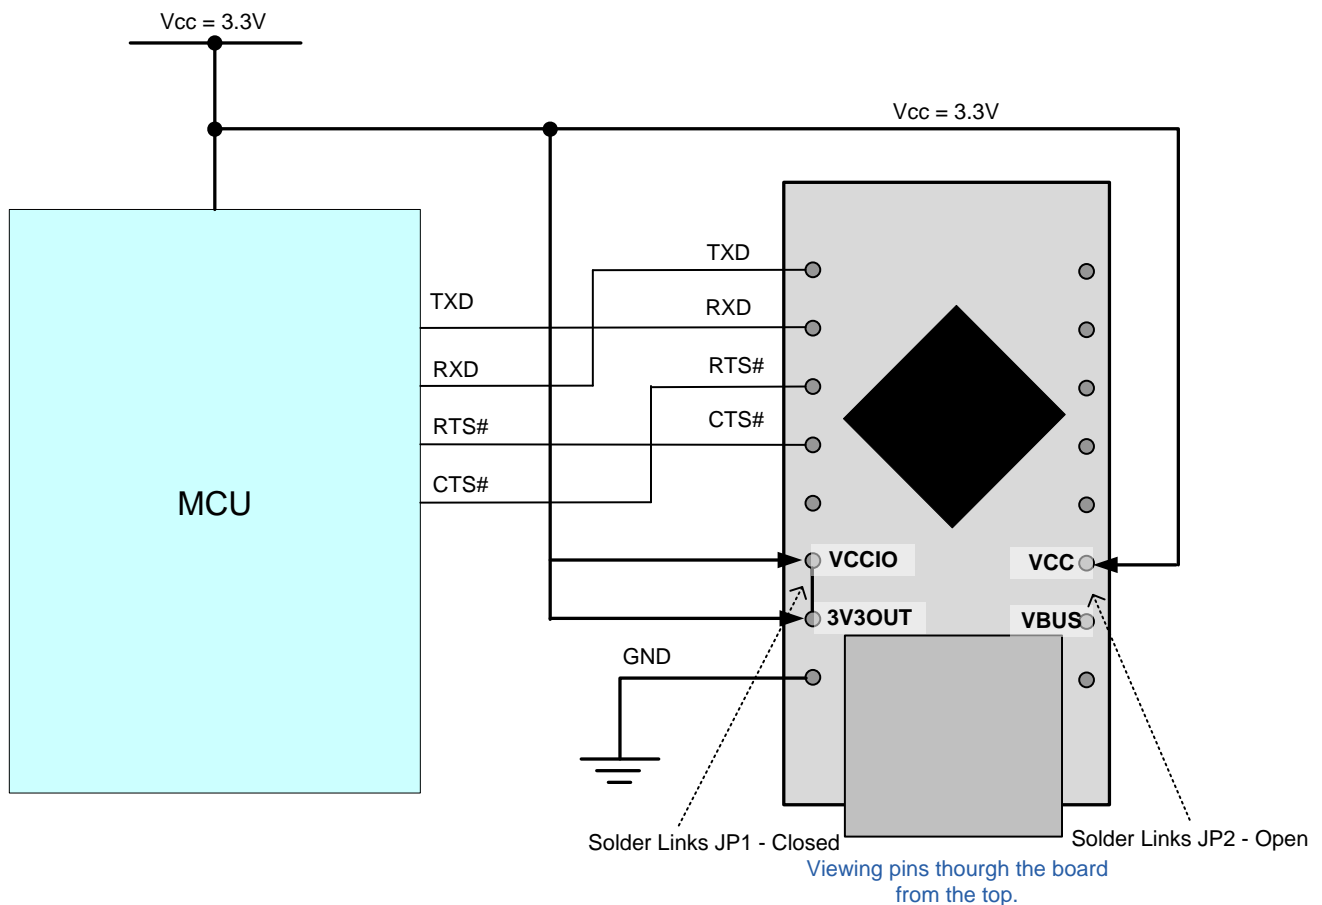 Vcc = 3.3V
Vcc = 3.3V
TXD
RXD
RTS#
CTS#
TXD
RXD
RTS#
CTS#
MCU
VCCIO
VCC
3V3OUT
VBUS
GND
Solder Links JP1 - Closed
Solder Links JP2 - Open
Viewing pins thourgh the board
from the top.